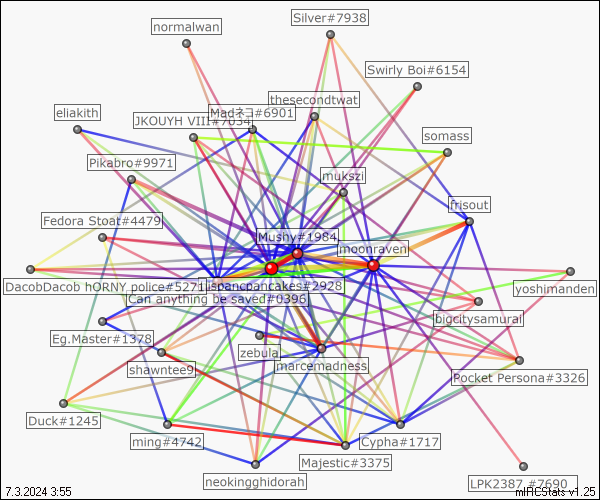 Silver#7938
normalwan
Swirly Boi#6154
thesecondtwat
Madネコ#6901
eliakith
JKOUYH VIII#7034
somass
Pikabro#9971
mukszi
frisout
Fedora Stoat#4479
Mushy#1984
moonraven
DacobDacob hORNY police#5271
spancpancakes#2928
yoshimanden
Can anything be saved#0396
bigcitysamurai
Eg.Master#1378
zebula
marcemadness
shawntee9
Pocket Persona#3326
Duck#1245
ming#4742
Cypha#1717
Majestic#3375
neokingghidorah
LPK2387 #7690
7.3.2024 3:55
mIRCStats v1.25